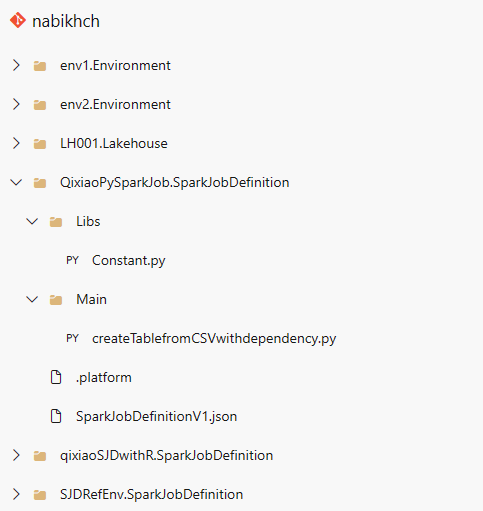 nabikhch
env1.Environment
env2.Environment
LH001.Lakehouse
QixiaoPySparkJob.SparkJobDefinition
Libs
PY Constant.py
Main
PY createTablefromCSVwithdependency.py
.platform
SparkJobDefinitionV1.json
qixiaoSJDwithR.SparkJobDefinition
SJDRefEnv.SparkJobDefinition